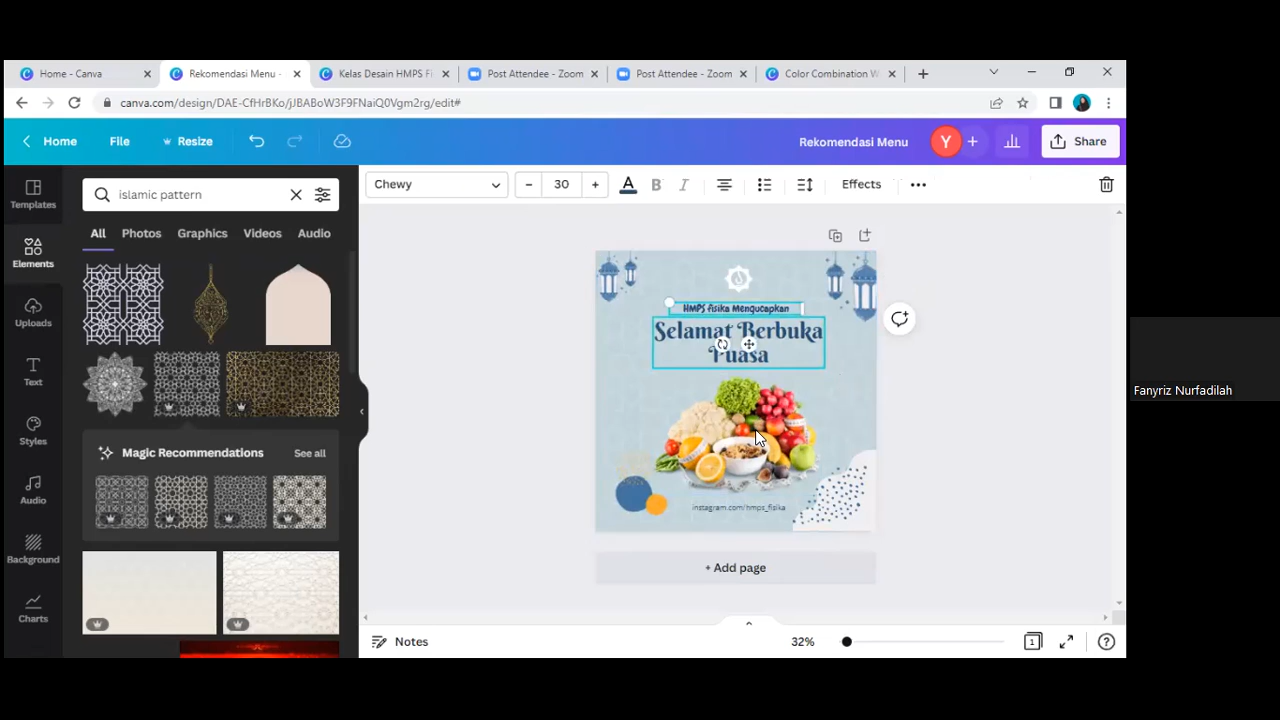 Home - Canva
Rekomendasi Menu -
Kelas Desain HMPS Fi
Post Attendee - Zoom
Post Attendee - Zoom
Color Combination W
canva.com/design/DAE-CfHrBKo/jJBABoW3F9FNaiQ0Vgm2rg/edit#
Home
File
Resize
Rekomendasi Menu
Y
Share
Templates
Elements
Uploads
Text
Styles
Audio
Background
Charts
islamic pattern
All
Photos
Graphics
Videos
Audio
Magic Recommendations
See all
Chewy
30
A
B
I
Effects
HMPS fisika Mengucapkan
Selamat Berbuka
Puasa
instagram.com/hmps_fisika
+ Add page
Notes
32%
1
Fanyriz Nurfadilah